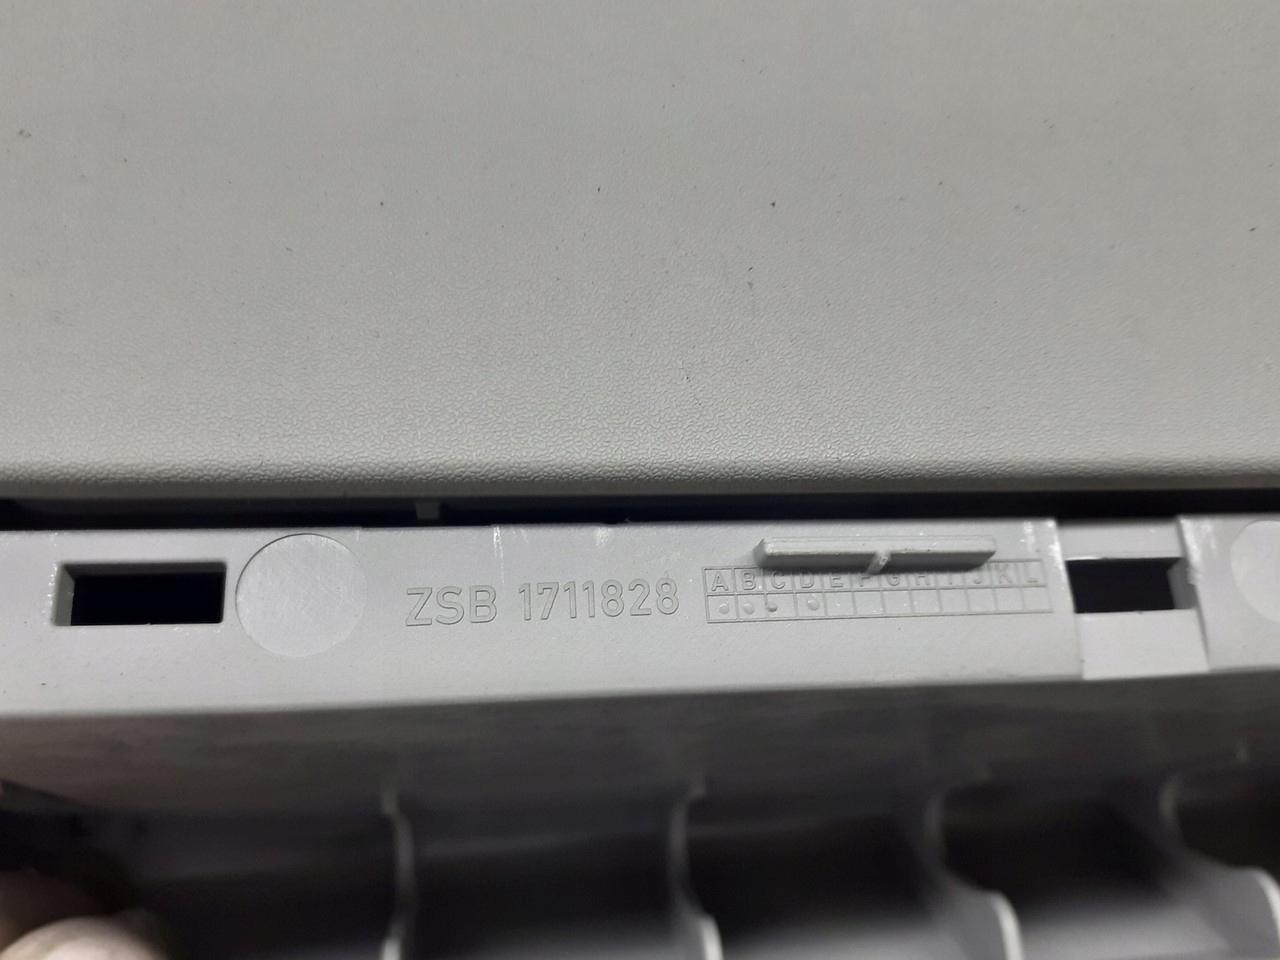 ZSB 1711828
A B C D E F G H I J K L